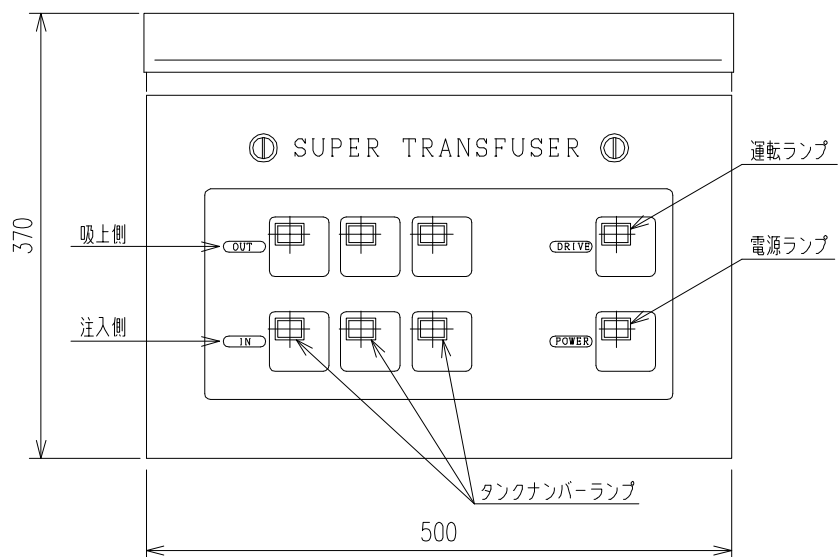 SUPER TRANSFUSER
運転ランプ
370
吸上側
OUT
DRIVE
電源ランプ
注入側
IN
POWER
タンクナンバーランプ
500